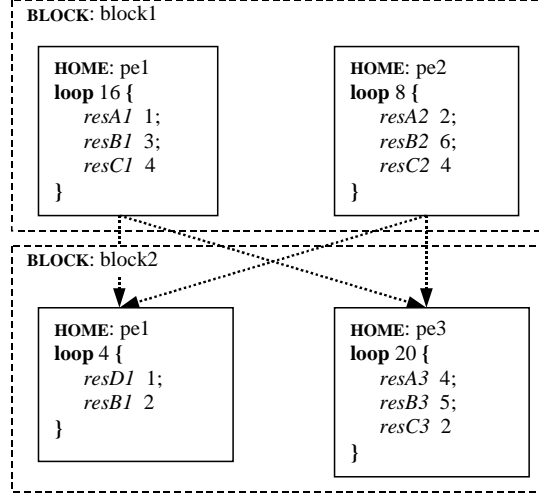 BLOCK: block1
HOME: pe1
loop 16 {
resA1 1;
resB1 3;
resC1 4
}
HOME: pe2
loop 8 {
resA2 2;
resB2 6;
resC2 4
}
BLOCK: block2
HOME: pe1
loop 4 {
resD1 1;
resB1 2
}
HOME: pe3
loop 20 {
resA3 4;
resB3 5;
resC3 2
}